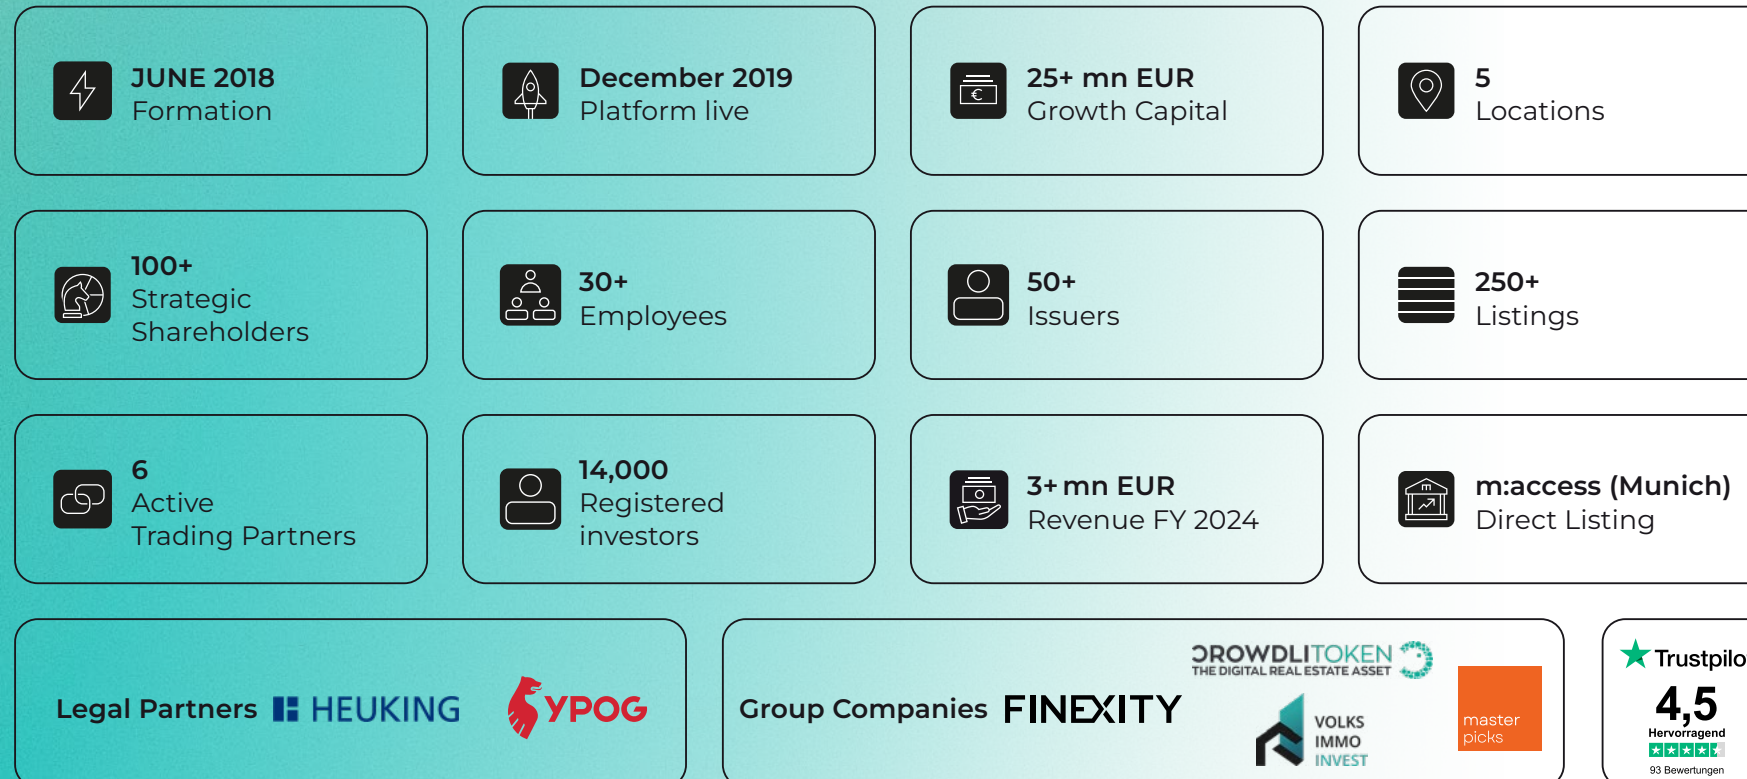 JUNE 2018
Formation
December 2019
Platform live
25+ mn EUR
Growth Capital
5
Locations
100+
Strategic
Shareholders
30+
Employees
50+
Issuers
250+
Listings
6
Active
Trading Partners
14,000
Registered
investors
3+ mn EUR
Revenue FY 2024
m:access (Munich)
Direct Listing
Legal Partners
HEUKING
YPOG
Group Companies
FINEXITY
CROWDLITOKEN
THE DIGITAL REAL ESTATE ASSET
VOLKS
IMMO
INVEST
master
picks
Trustpilo
4,5
Hervorragend
93 Bewertungen